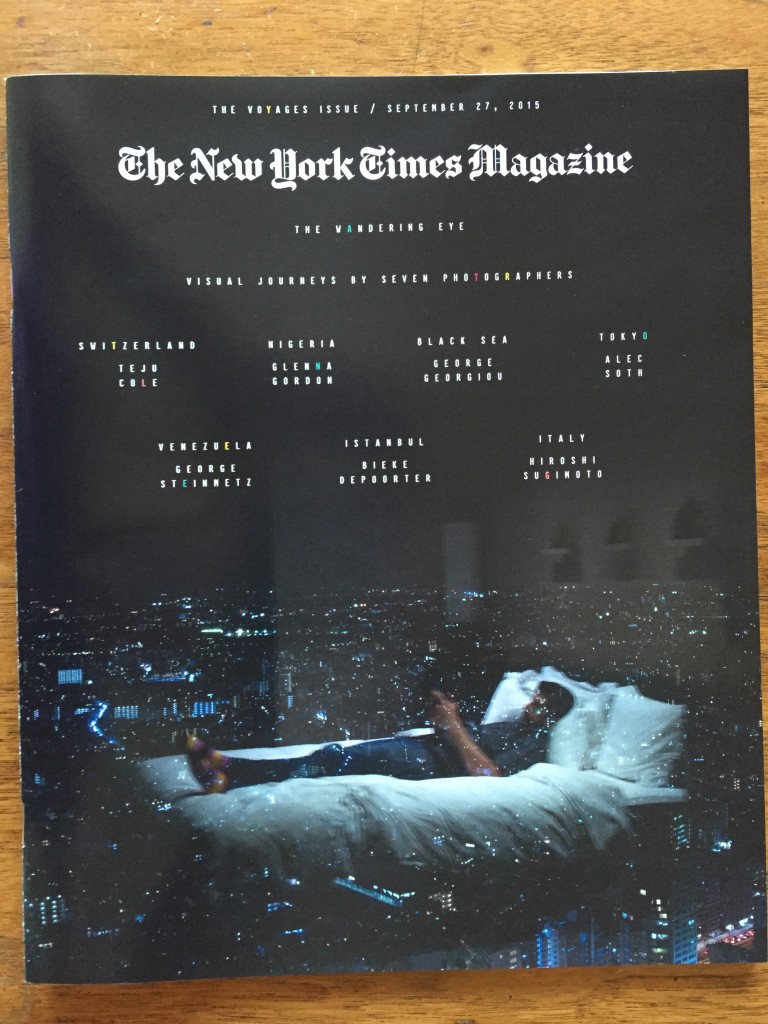 THE VOYAGES ISSUE / SEPTEMBER 27, 2015
The New York Times Magazine
THE WANDERING EYE
VISUAL JOURNEYS BY SEVEN PHOTOGRAPHERS
SWITZERLAND
TEJU
COLE
NIGERIA
GLENNA
GORDON
BLACK SEA
GEORGE
GEORGIOU
TOKYO
ALEC
SOTH
VENEZUELA
GEORGE
STEINMETZ
ISTANBUL
BIEKE
DEPOORTER
ITALY
HIROSHI
SUGIMOTO